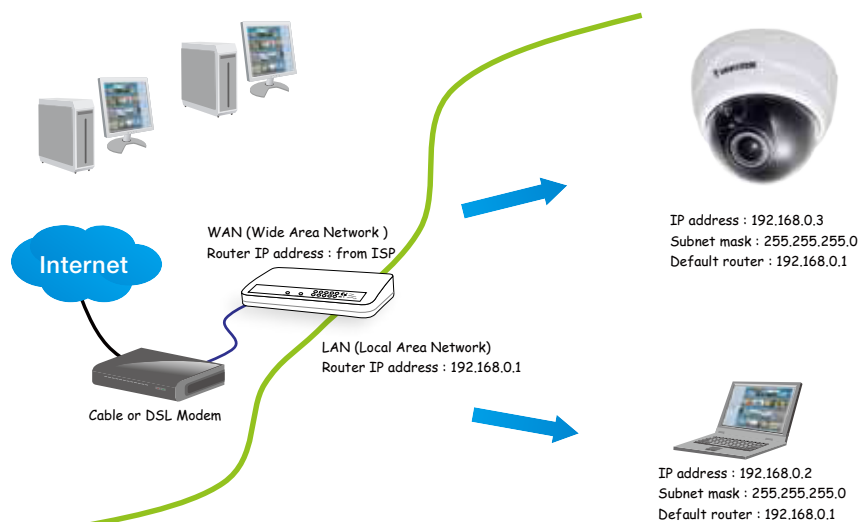 WAN (Wide Area Network )
Router IP address : from ISP
Internet
LAN (Local Area Network)
Router IP address : 192.168.0.1
Cable or DSL Modem
IP address : 192.168.0.3
Subnet mask : 255.255.255.0
Default router : 192.168.0.1
IP address : 192.168.0.2
Subnet mask : 255.255.255.0
Default router : 192.168.0.1